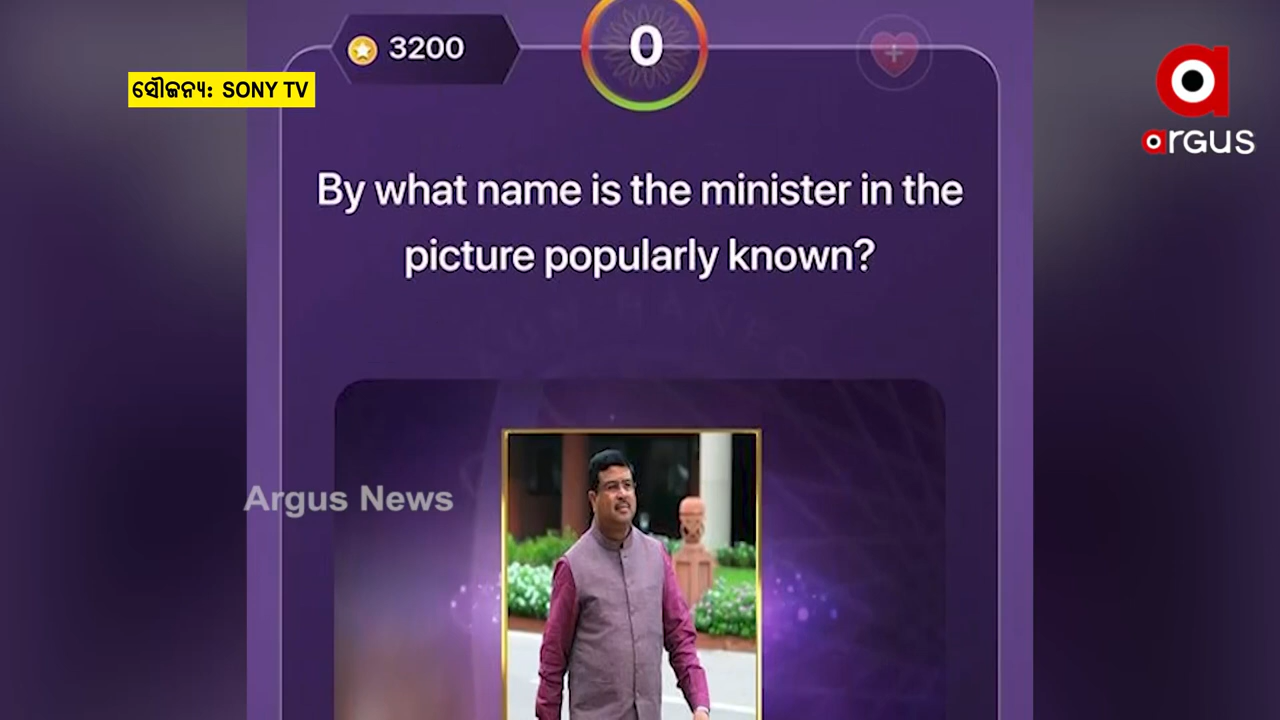 3200
0
ସୌଜନ୍ୟ: SONY TV
argus
By what name is the minister in the
picture popularly known?
Argus News